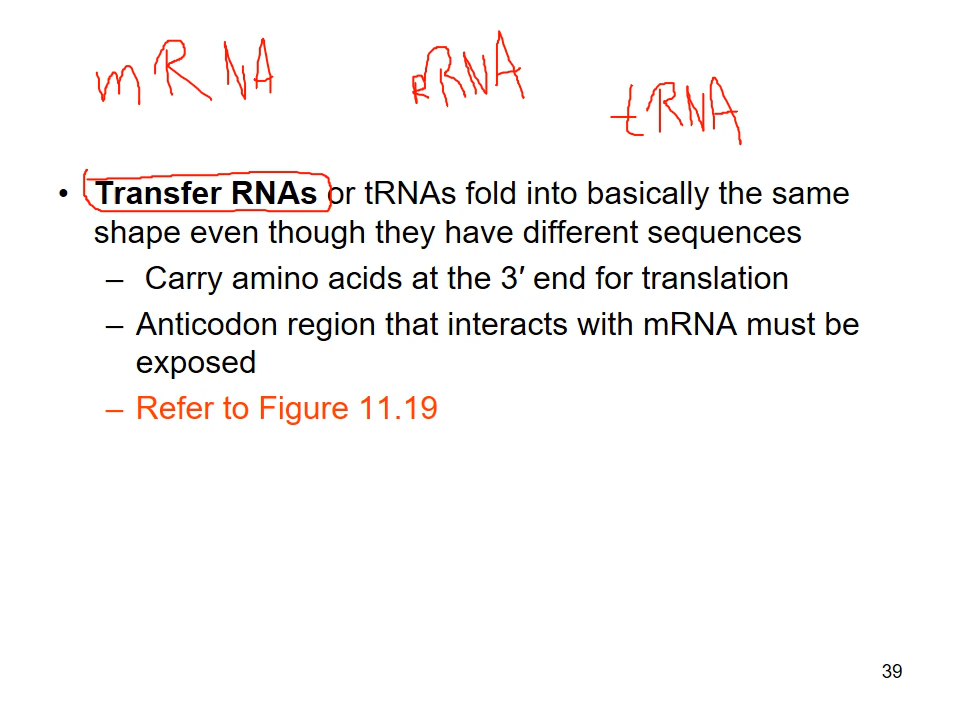 mRNA RRNA tRNA
• Transfer RNAs or tRNAs fold into basically the same
shape even though they have different sequences
– Carry amino acids at the 3′ end for translation
– Anticodon region that interacts with mRNA must be
exposed
– Refer to Figure 11.19
39